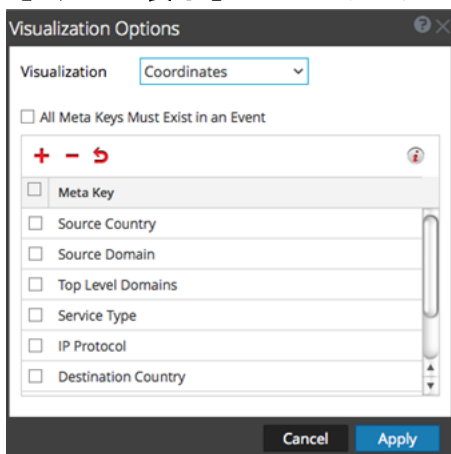 Visualization Options
Visualization Coordinates
All Meta Keys Must Exist in an Event
Meta Key
Source Country
Source Domain
Top Level Domains
Service Type
IP Protocol
Destination Country
Cancel Apply